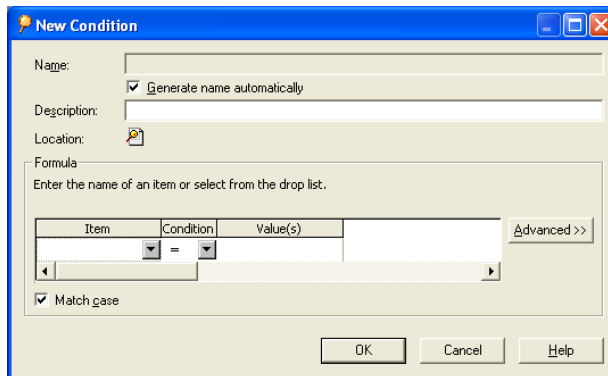 New Condition
Name:
Generate name automatically
Description:
Location:
Formula
Enter the name of an item or select from the drop list.
Item Condition Value(s)
=
Advanced >>
Match case
OK Cancel Help